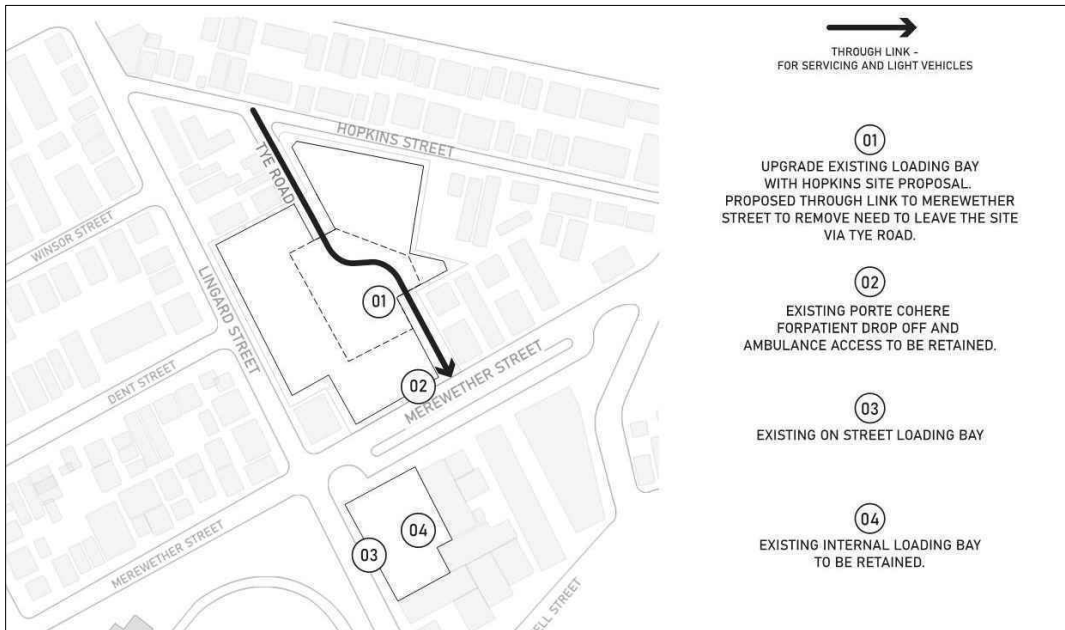 THROUGH LINK -
FOR SERVICING AND LIGHT VEHICLES
01
UPGRADE EXISTING LOADING BAY
WITH HOPKINS SITE PROPOSAL.
PROPOSED THROUGH LINK TO MEREWETHER
STREET TO REMOVE NEED TO LEAVE THE SITE
VIA TYE ROAD.
02
EXISTING PORTE COHERE
FORPATIENT DROP OFF AND
AMBULANCE ACCESS TO BE RETAINED.
03
EXISTING ON STREET LOADING BAY
04
EXISTING INTERNAL LOADING BAY
TO BE RETAINED.
HOPKINS STREET
TYE ROAD
WINSOR STREET
LINGARD STREET
01
DENT STREET
02
MEREWETHER STREET
MEREWETHER STREET
03
04
ELL STREET